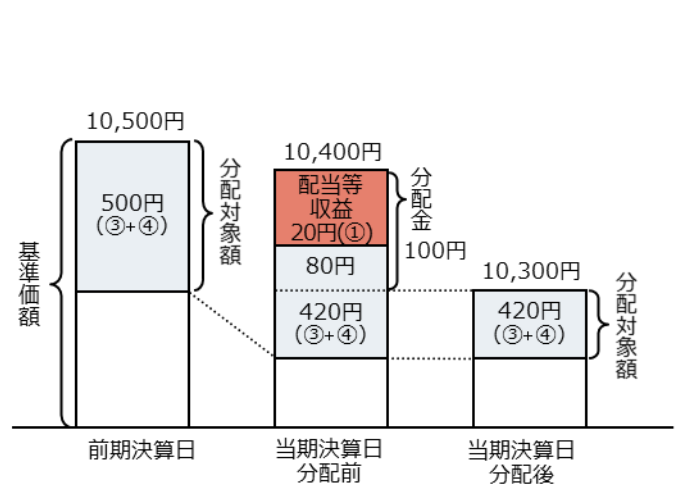 10,500円
500円
(③+④)
分配対象額
基準価額
前期決算日
10,400円
配当等
収益
20円(①)
80円
420円
(③+④)
分配金
100円
当期決算日
分配前
10,300円
420円
(③+④)
分配対象額
当期決算日
分配後